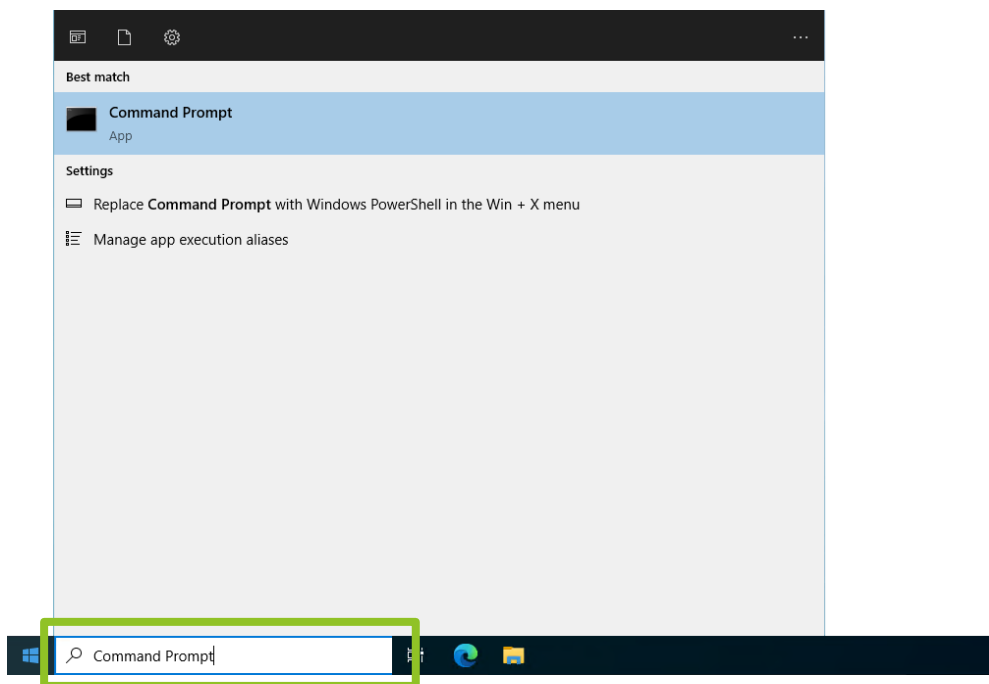 ...
Best match
Command Prompt
App
Settings
Replace Command Prompt with Windows PowerShell in the Win + X menu
Manage app execution aliases
Command Prompt